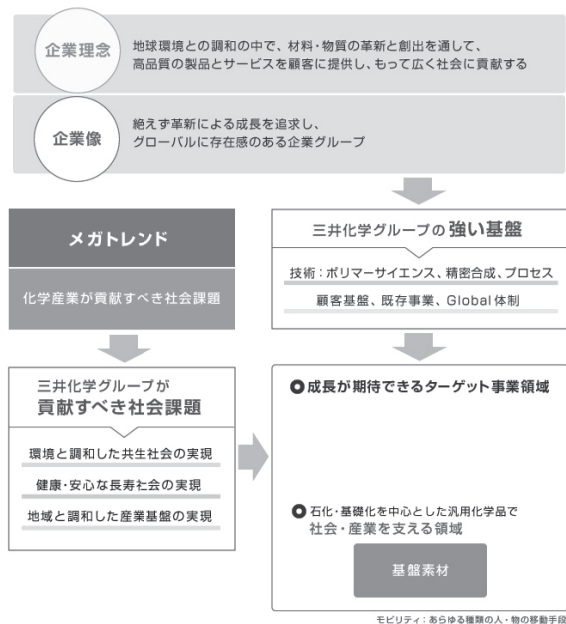 企業理念
地球環境との調和の中で、材料・物質の革新と創出を通して、
高品質の製品とサービスを顧客に提供し、もって広く社会に貢献する
企業像
絶えず革新による成長を追求し、
グローバルに存在感のある企業グループ
メガトレンド
化学産業が貢献すべき社会課題
三井化学グループの強い基盤
技術：ポリマーサイエンス、精密合成、プロセス
顧客基盤、既存事業、Global体制
三井化学グループが
貢献すべき社会課題
環境と調和した共生社会の実現
健康・安心な長寿社会の実現
地域と調和した産業基盤の実現
成長が期待できるターゲット事業領域
石化・基礎化を中心とした汎用化学品で
社会・産業を支える領域
基盤素材
モビリティ：あらゆる種類の人・物の移動手段